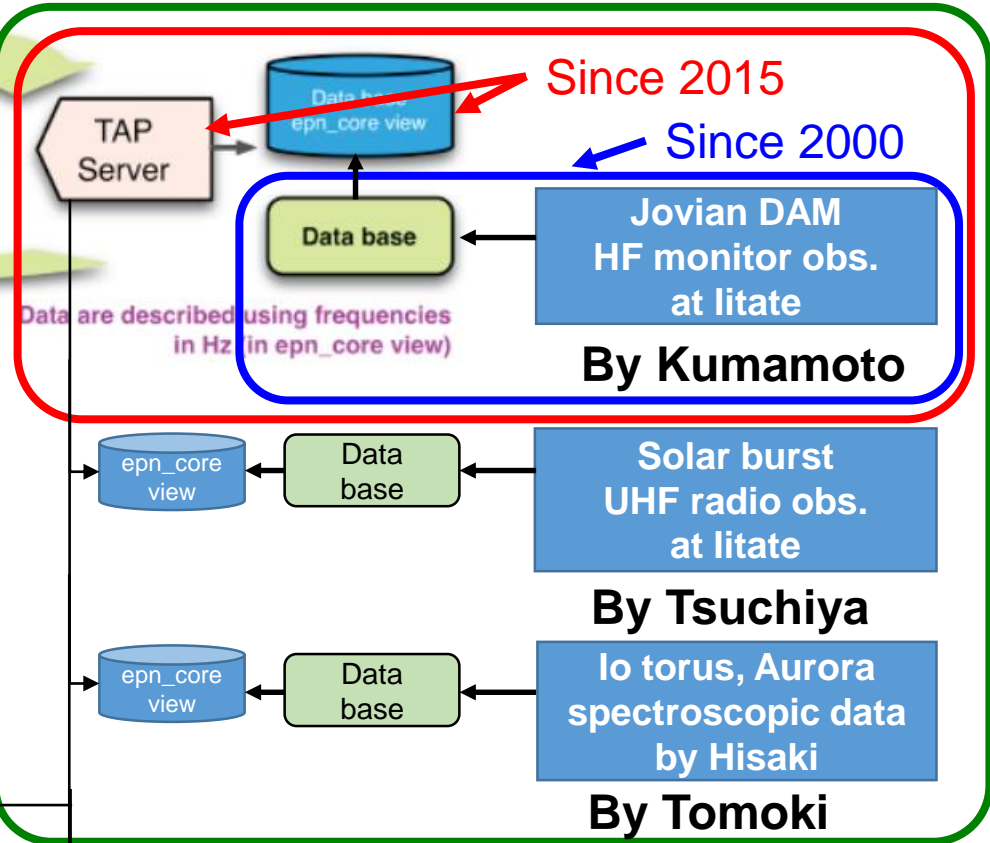 Since 2015
Data base
epn_core view
TAP
Server
Since 2000
Jovian DAM
HF monitor obs.
at Iitate
Data base
Data are described using frequencies
in Hz (in epn_core view)
By Kumamoto
epn_core
view
Data
base
Solar burst
UHF radio obs.
at Iitate
By Tsuchiya
epn_core
view
Data
base
Io torus, Aurora
spectroscopic data
by Hisaki
By Tomoki